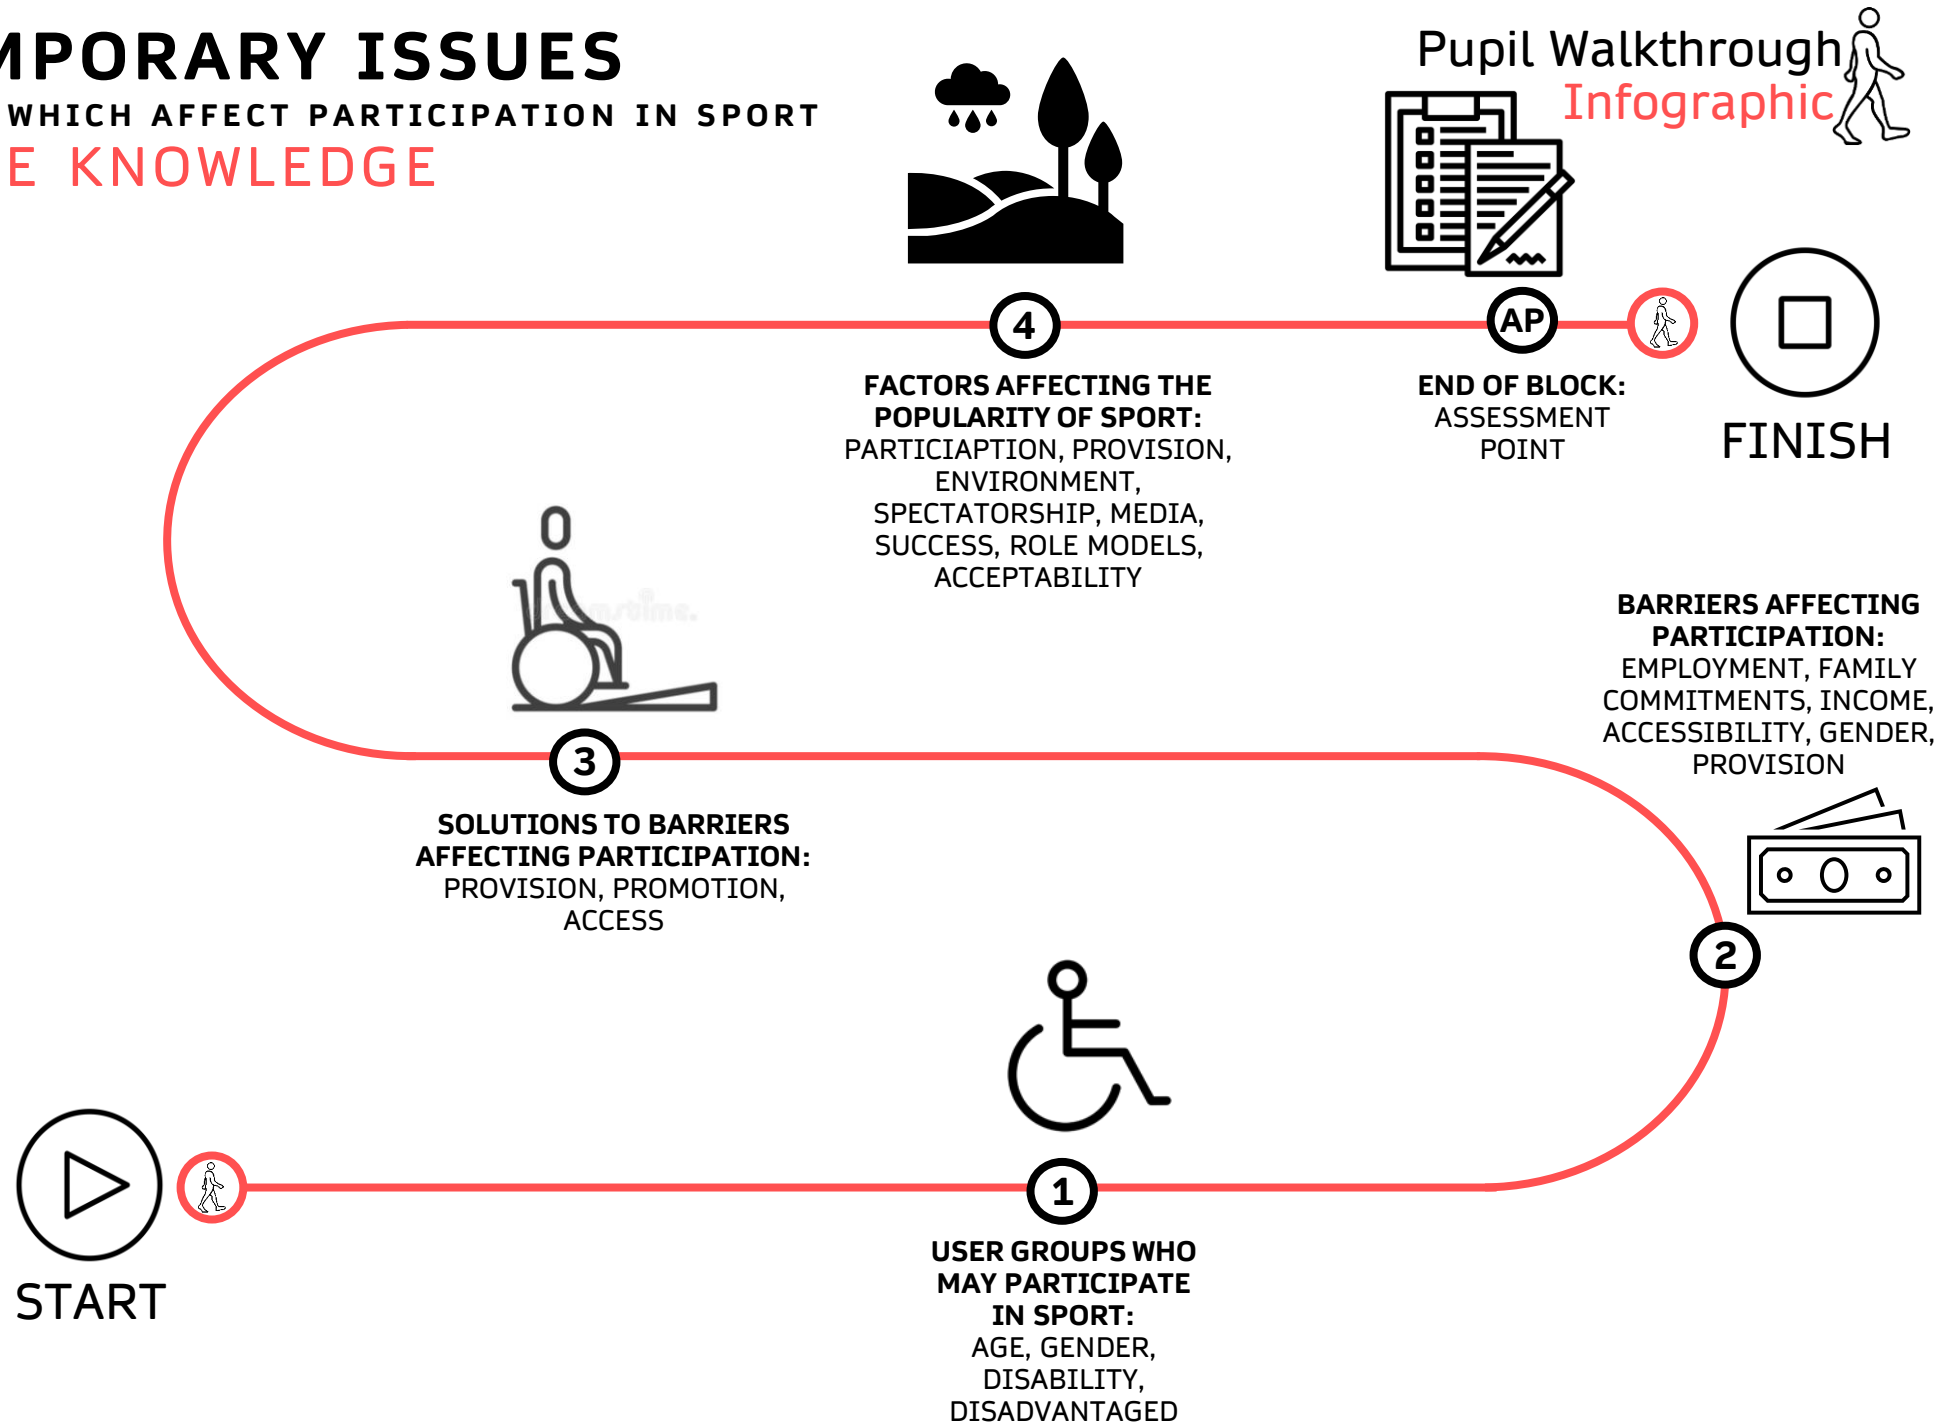 MPORARY ISSUES
WHICH AFFECT PARTICIPATION IN SPORT
E KNOWLEDGE
Pupil Walkthrough
Infographic
4
FACTORS AFFECTING THE
POPULARITY OF SPORT:
PARTICIAPTION, PROVISION,
ENVIRONMENT,
SPECTATORSHIP, MEDIA,
SUCCESS, ROLE MODELS,
ACCEPTABILITY
AP
END OF BLOCK:
ASSESSMENT
POINT
FINISH
BARRIERS AFFECTING
PARTICIPATION:
EMPLOYMENT, FAMILY
COMMITMENTS, INCOME,
ACCESSIBILITY, GENDER,
PROVISION
2
3
SOLUTIONS TO BARRIERS
AFFECTING PARTICIPATION:
PROVISION, PROMOTION,
ACCESS
1
USER GROUPS WHO
MAY PARTICIPATE
IN SPORT:
AGE, GENDER,
DISABILITY,
DISADVANTAGED
START